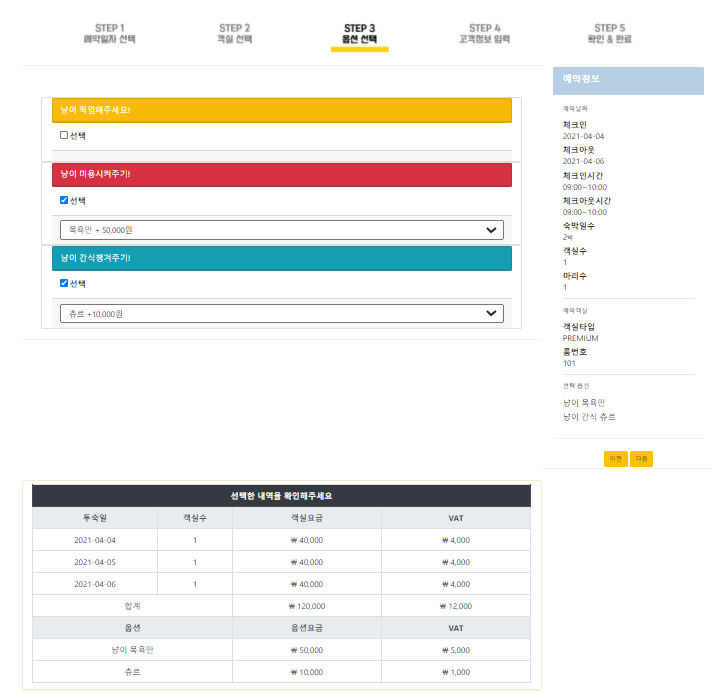 STEP 1
예약일자 선택
STEP 2
객실 선택
STEP 3
옵션 선택
STEP 4
고객정보 입력
STEP 5
확인 & 완료
냥이 픽업해주세요!
선택
냥이 미용시켜주기!
선택
목욕만 + 50,000원
냥이 간식챙겨주기!
선택
츄르 +10,000원
예약정보
예약날짜
체크인
2021-04-04
체크아웃
2021-04-06
체크인시간
09:00~10:00
체크아웃시간
09:00~10:00
숙박일수
2박
객실수
1
마리수
1
예약객실
객실타입
PREMIUM
룸번호
101
선택 옵션
냥이 목욕만
냥이 간식 츄르
이전 다음
선택한 내역을 확인해주세요
투숙일 객실수 객실요금 VAT
2021-04-04 1 ₩ 40,000 ₩ 4,000
2021-04-05 1 ₩ 40,000 ₩ 4,000
2021-04-06 1 ₩ 40,000 ₩ 4,000
합계 ₩ 120,000 ₩ 12,000
옵션 옵션요금 VAT
냥이 목욕만 ₩ 50,000 ₩ 5,000
츄르 ₩ 10,000 ₩ 1,000